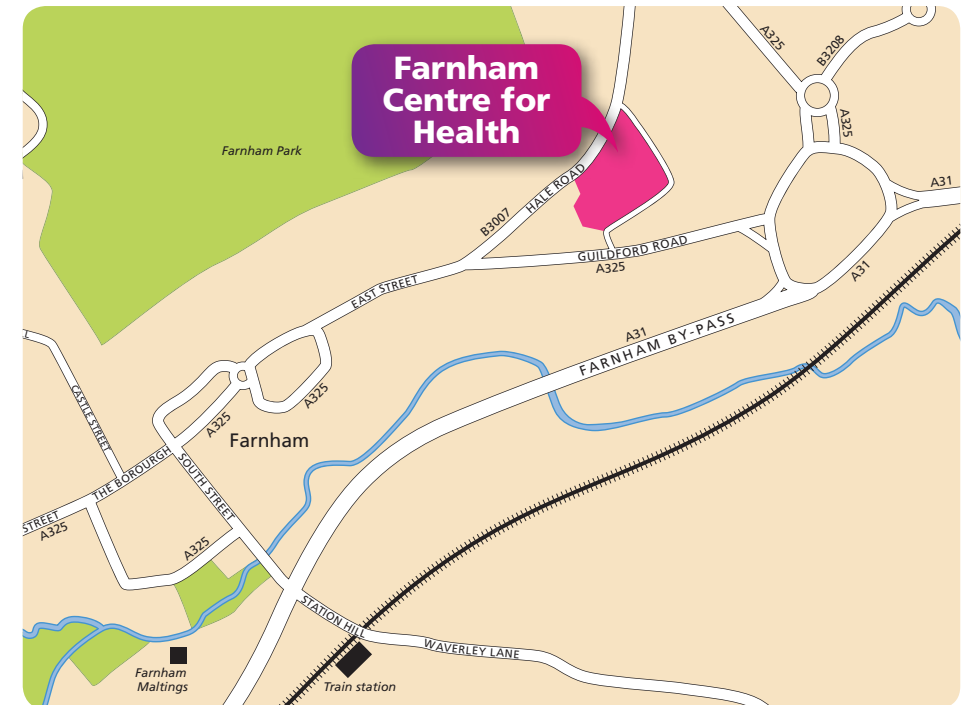 Farnham
Centre for
Health
Farnham Park
A325
B3208
A325
A31
HALE ROAD
B3007
GUILDFORD ROAD
A325
A31
EAST STREET
A31
FARNHAM BY-PASS
CASTLE STREET
A325
A325
Farnham
THE BOROUGH
SOUTH STREET
STREET
A325
A325
STATION HILL
WAVERLEY LANE
Farnham
Maltings
Train station